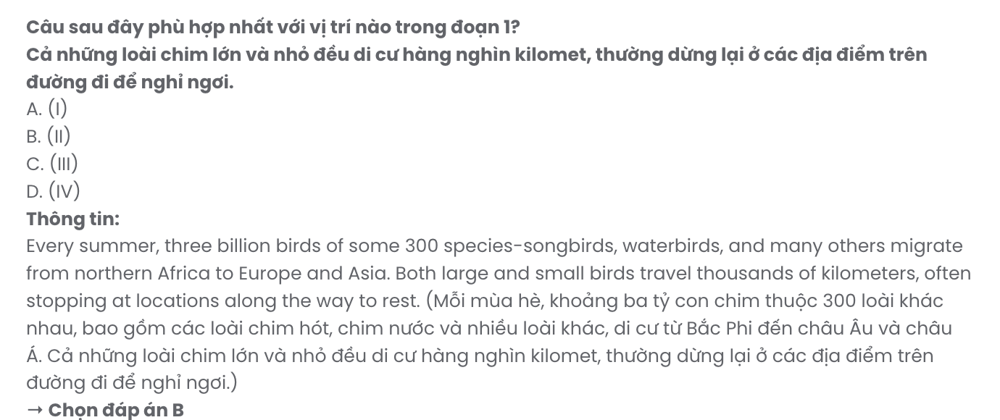 Câu sau đây phù hợp nhất với vị trí nào trong đoạn 1?
Cả những loài chim lớn và nhỏ đều di cư hàng nghìn kilomet, thường dừng lại ở các địa điểm trên
đường đi để nghỉ ngơi.
A. (I)
B. (II)
C. (III)
D. (IV)
Thông tin:
Every summer, three billion birds of some 300 species-songbirds, waterbirds, and many others migrate
from northern Africa to Europe and Asia. Both large and small birds travel thousands of kilometers, often
stopping at locations along the way to rest. (Mỗi mùa hè, khoảng ba tỷ con chim thuộc 300 loài khác
nhau, bao gồm các loài chim hót, chim nước và nhiều loài khác, di cư từ Bắc Phi đến châu Âu và châu
Á. Cả những loài chim lớn và nhỏ đều di cư hàng nghìn kilomet, thường dừng lại ở các địa điểm trên
đường đi để nghỉ ngơi.)
→ Chọn đáp án B